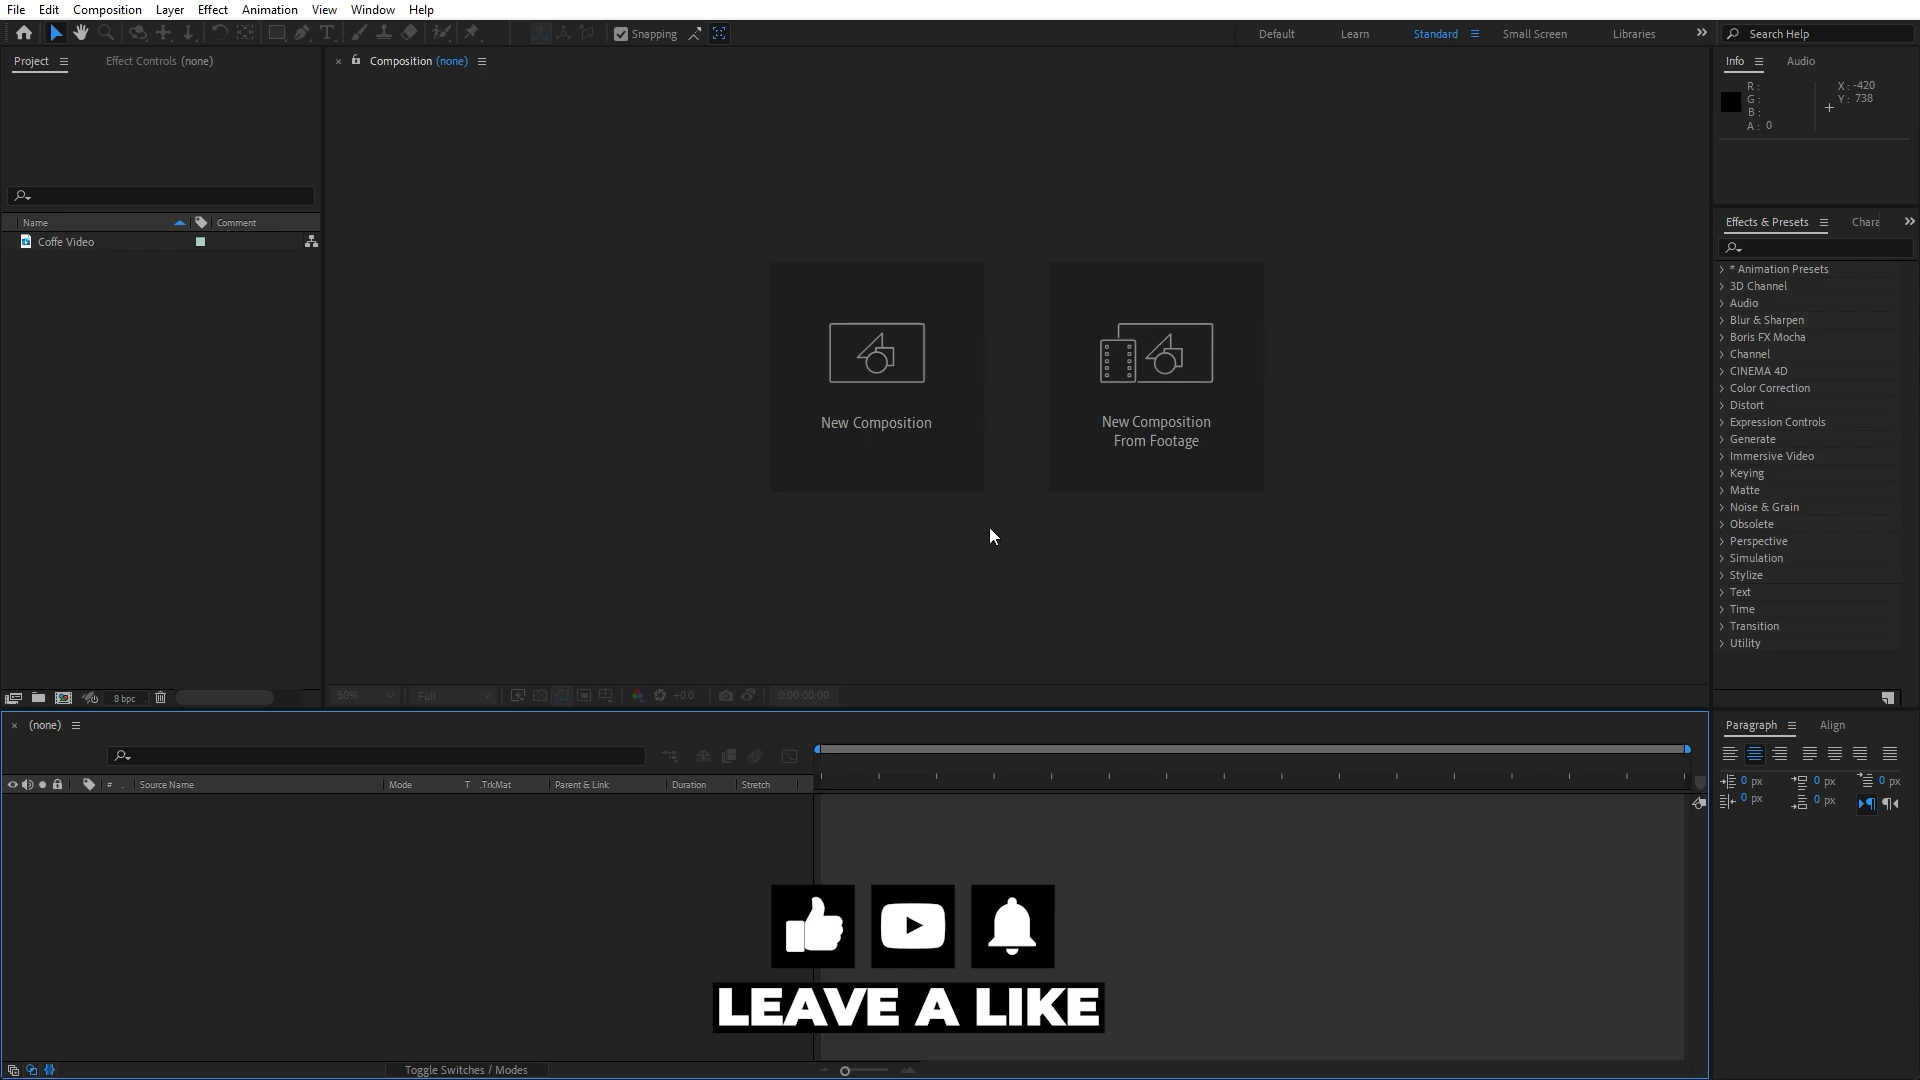 File Edit Composition Layer Effect Animation View Window Help
Snapping Default Learn Standard Small Screen Libraries Search Help
Project Effect Controls (none) Composition (none) Info Audio
R :
G :
B :
A : 0
X : -420
Y : 738
Name Comment
Coffe Video
New Composition
New Composition
From Footage
Effects & Presets Chara
* Animation Presets
3D Channel
Audio
Blur & Sharpen
Boris FX Mocha
Channel
CINEMA 4D
Color Correction
Distort
Expression Controls
Generate
Immersive Video
Keying
Matte
Noise & Grain
Obsolete
Perspective
Simulation
Stylize
Text
Time
Transition
Utility
8 bpc 50% Full +0.0 0:00:00:00
(none)
# . Source Name Mode T .TrkMat Parent & Link Duration Stretch
Paragraph Align
0 px 0 px 0 px
0 px 0 px
LEAVE A LIKE
Toggle Switches / Modes